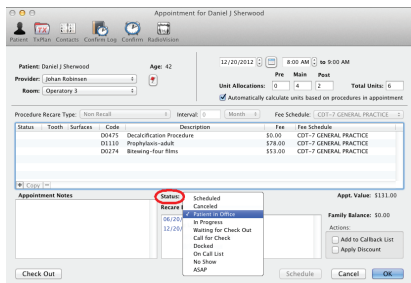 Appointment for Daniel J Sherwood
Patient TxPlan Contacts Confirm Log Confirm RadioVision
Patient: Daniel J Sherwood Age: 42
Provider: Johan Robinsen
Room: Operatory 3
12/20/2012 8:00 AM to 9:00 AM
Pre Main Post
Unit Allocations: 0 4 2 Total Units: 6
Automatically calculate units based on procedures in appointment
Procedure Recare Type: Non Recall Interval: 0 Month Fee Schedule: CDT-7 GENERAL PRACTICE
Status Tooth Surfaces Code Description Fee Fee Schedule
D0475 Decalcification Procedure $0.00 CDT-7 GENERAL PRACTICE
D1110 Prophylaxis-adult $78.00 CDT-7 GENERAL PRACTICE
D0274 Bitewing-four films $53.00 CDT-7 GENERAL PRACTICE
+ Copy −
Appointment Notes
Status:
Recare
06/20/
12/20/
Scheduled
Canceled
✓ Patient in Office
In Progress
Waiting for Check Out
Call for Check
Docked
On Call List
No Show
ASAP
Appt. Value: $131.00
Family Balance: $0.00
Actions:
Add to Callback List
Apply Discount
Check Out Schedule Cancel OK